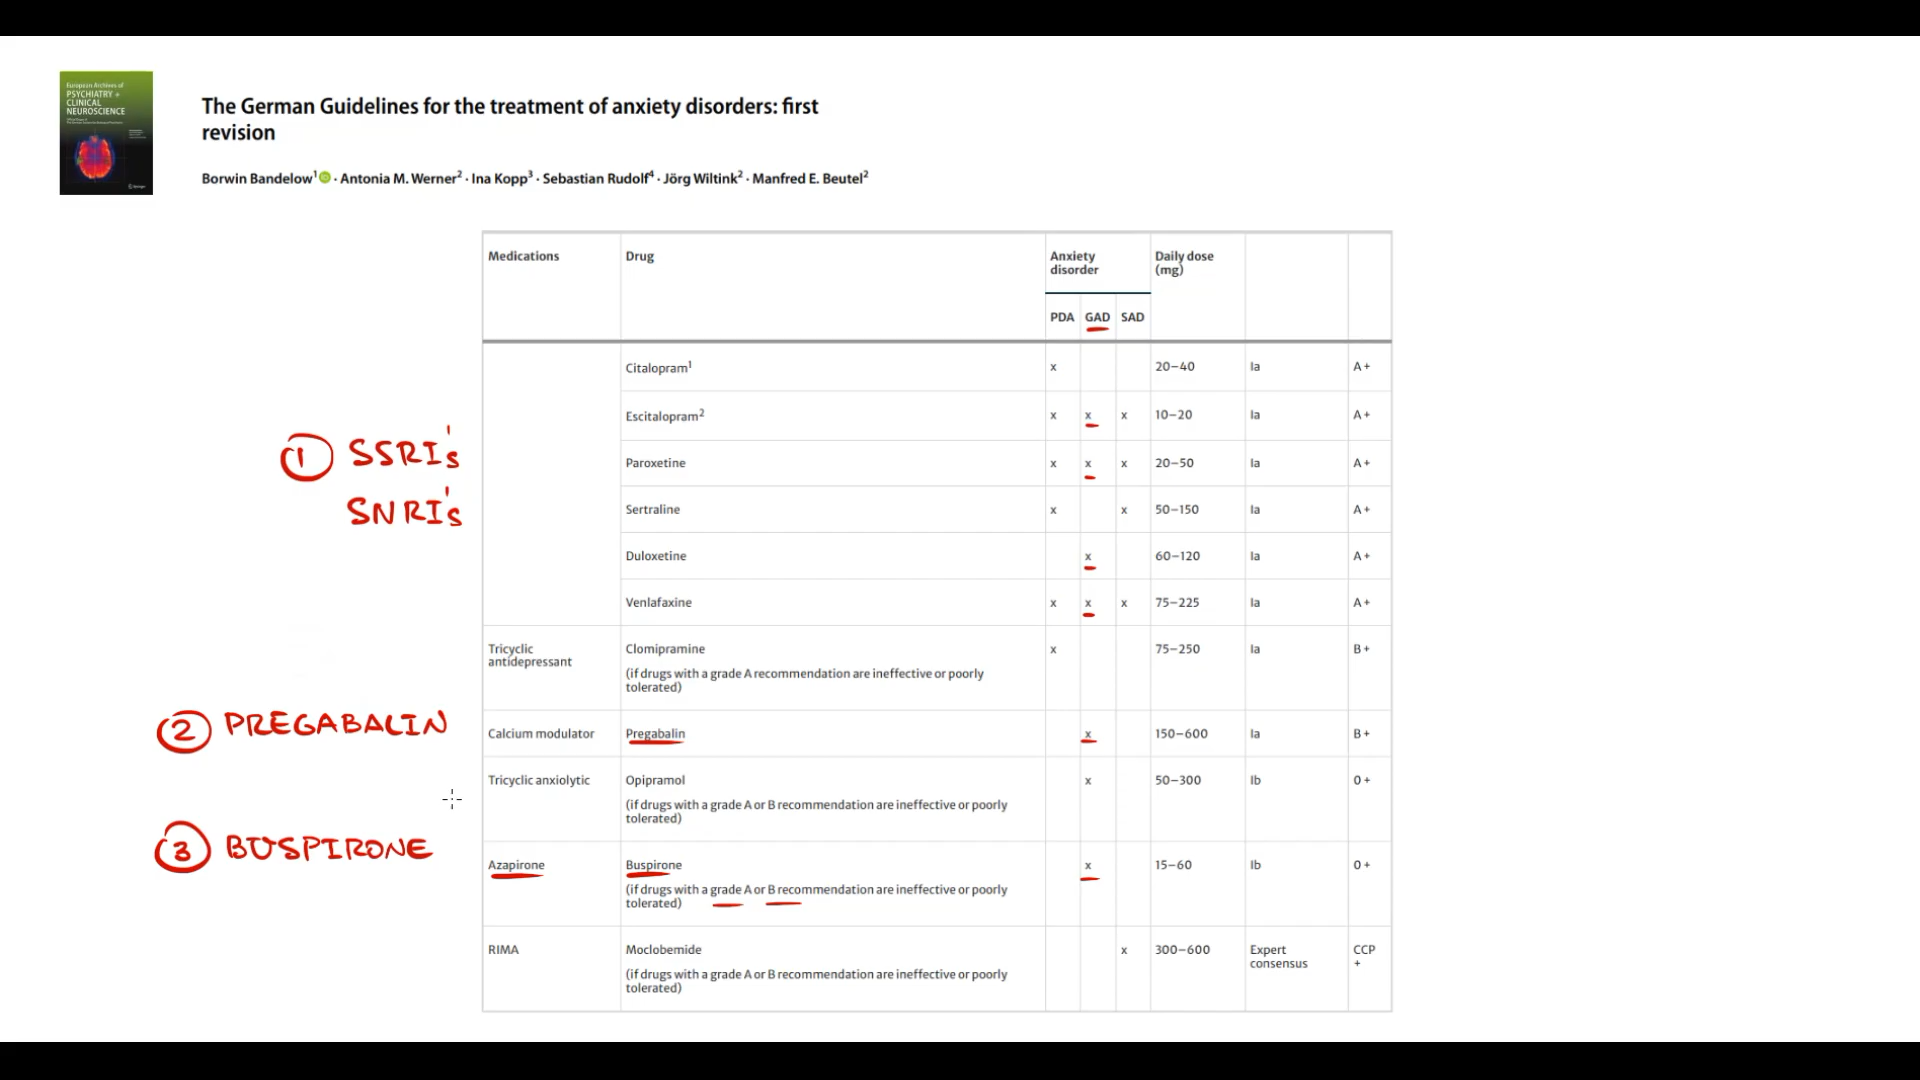 European Archives of
PSYCHIATRY +
CLINICAL
NEUROSCIENCE
The German Guidelines for the treatment of anxiety disorders: first
revision
Borwin Bandelow1 · Antonia M. Werner2 · Ina Kopp3 · Sebastian Rudolf4 · Jörg Wiltink2 · Manfred E. Beutel2
Medications Drug Anxiety disorder Daily dose (mg)
PDA GAD SAD
Citalopram1 x 20–40 Ia A+
Escitalopram2 x x x 10–20 Ia A+
① SSRI's
Paroxetine x x x 20–50 Ia A+
SNRI's
Sertraline x x 50–150 Ia A+
Duloxetine x 60–120 Ia A+
Venlafaxine x x x 75–225 Ia A+
Tricyclic antidepressant Clomipramine x 75–250 Ia B+
(if drugs with a grade A recommendation are ineffective or poorly
tolerated)
② PREGABALIN
Calcium modulator Pregabalin x 150–600 Ia B+
Tricyclic anxiolytic Opipramol x 50–300 Ib 0+
(if drugs with a grade A or B recommendation are ineffective or poorly
tolerated)
③ BUSPIRONE
Azapirone Buspirone x 15–60 Ib 0+
(if drugs with a grade A or B recommendation are ineffective or poorly
tolerated)
RIMA Moclobemide x 300–600 Expert consensus CCP +
(if drugs with a grade A or B recommendation are ineffective or poorly
tolerated)